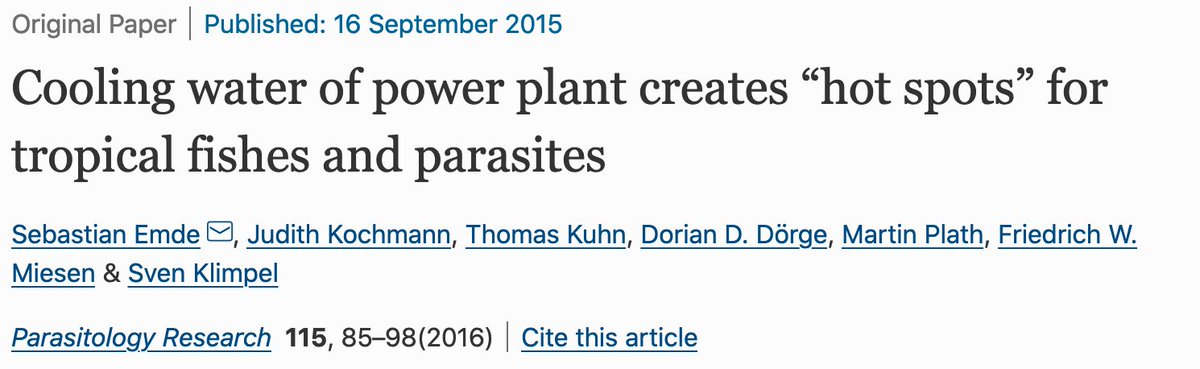 Original Paper | Published: 16 September 2015
Cooling water of power plant creates “hot spots” for
tropical fishes and parasites
Sebastian Emde, Judith Kochmann, Thomas Kuhn, Dorian D. Dörge, Martin Plath, Friedrich W.
Miesen & Sven Klimpel
Parasitology Research 115, 85–98(2016) | Cite this article